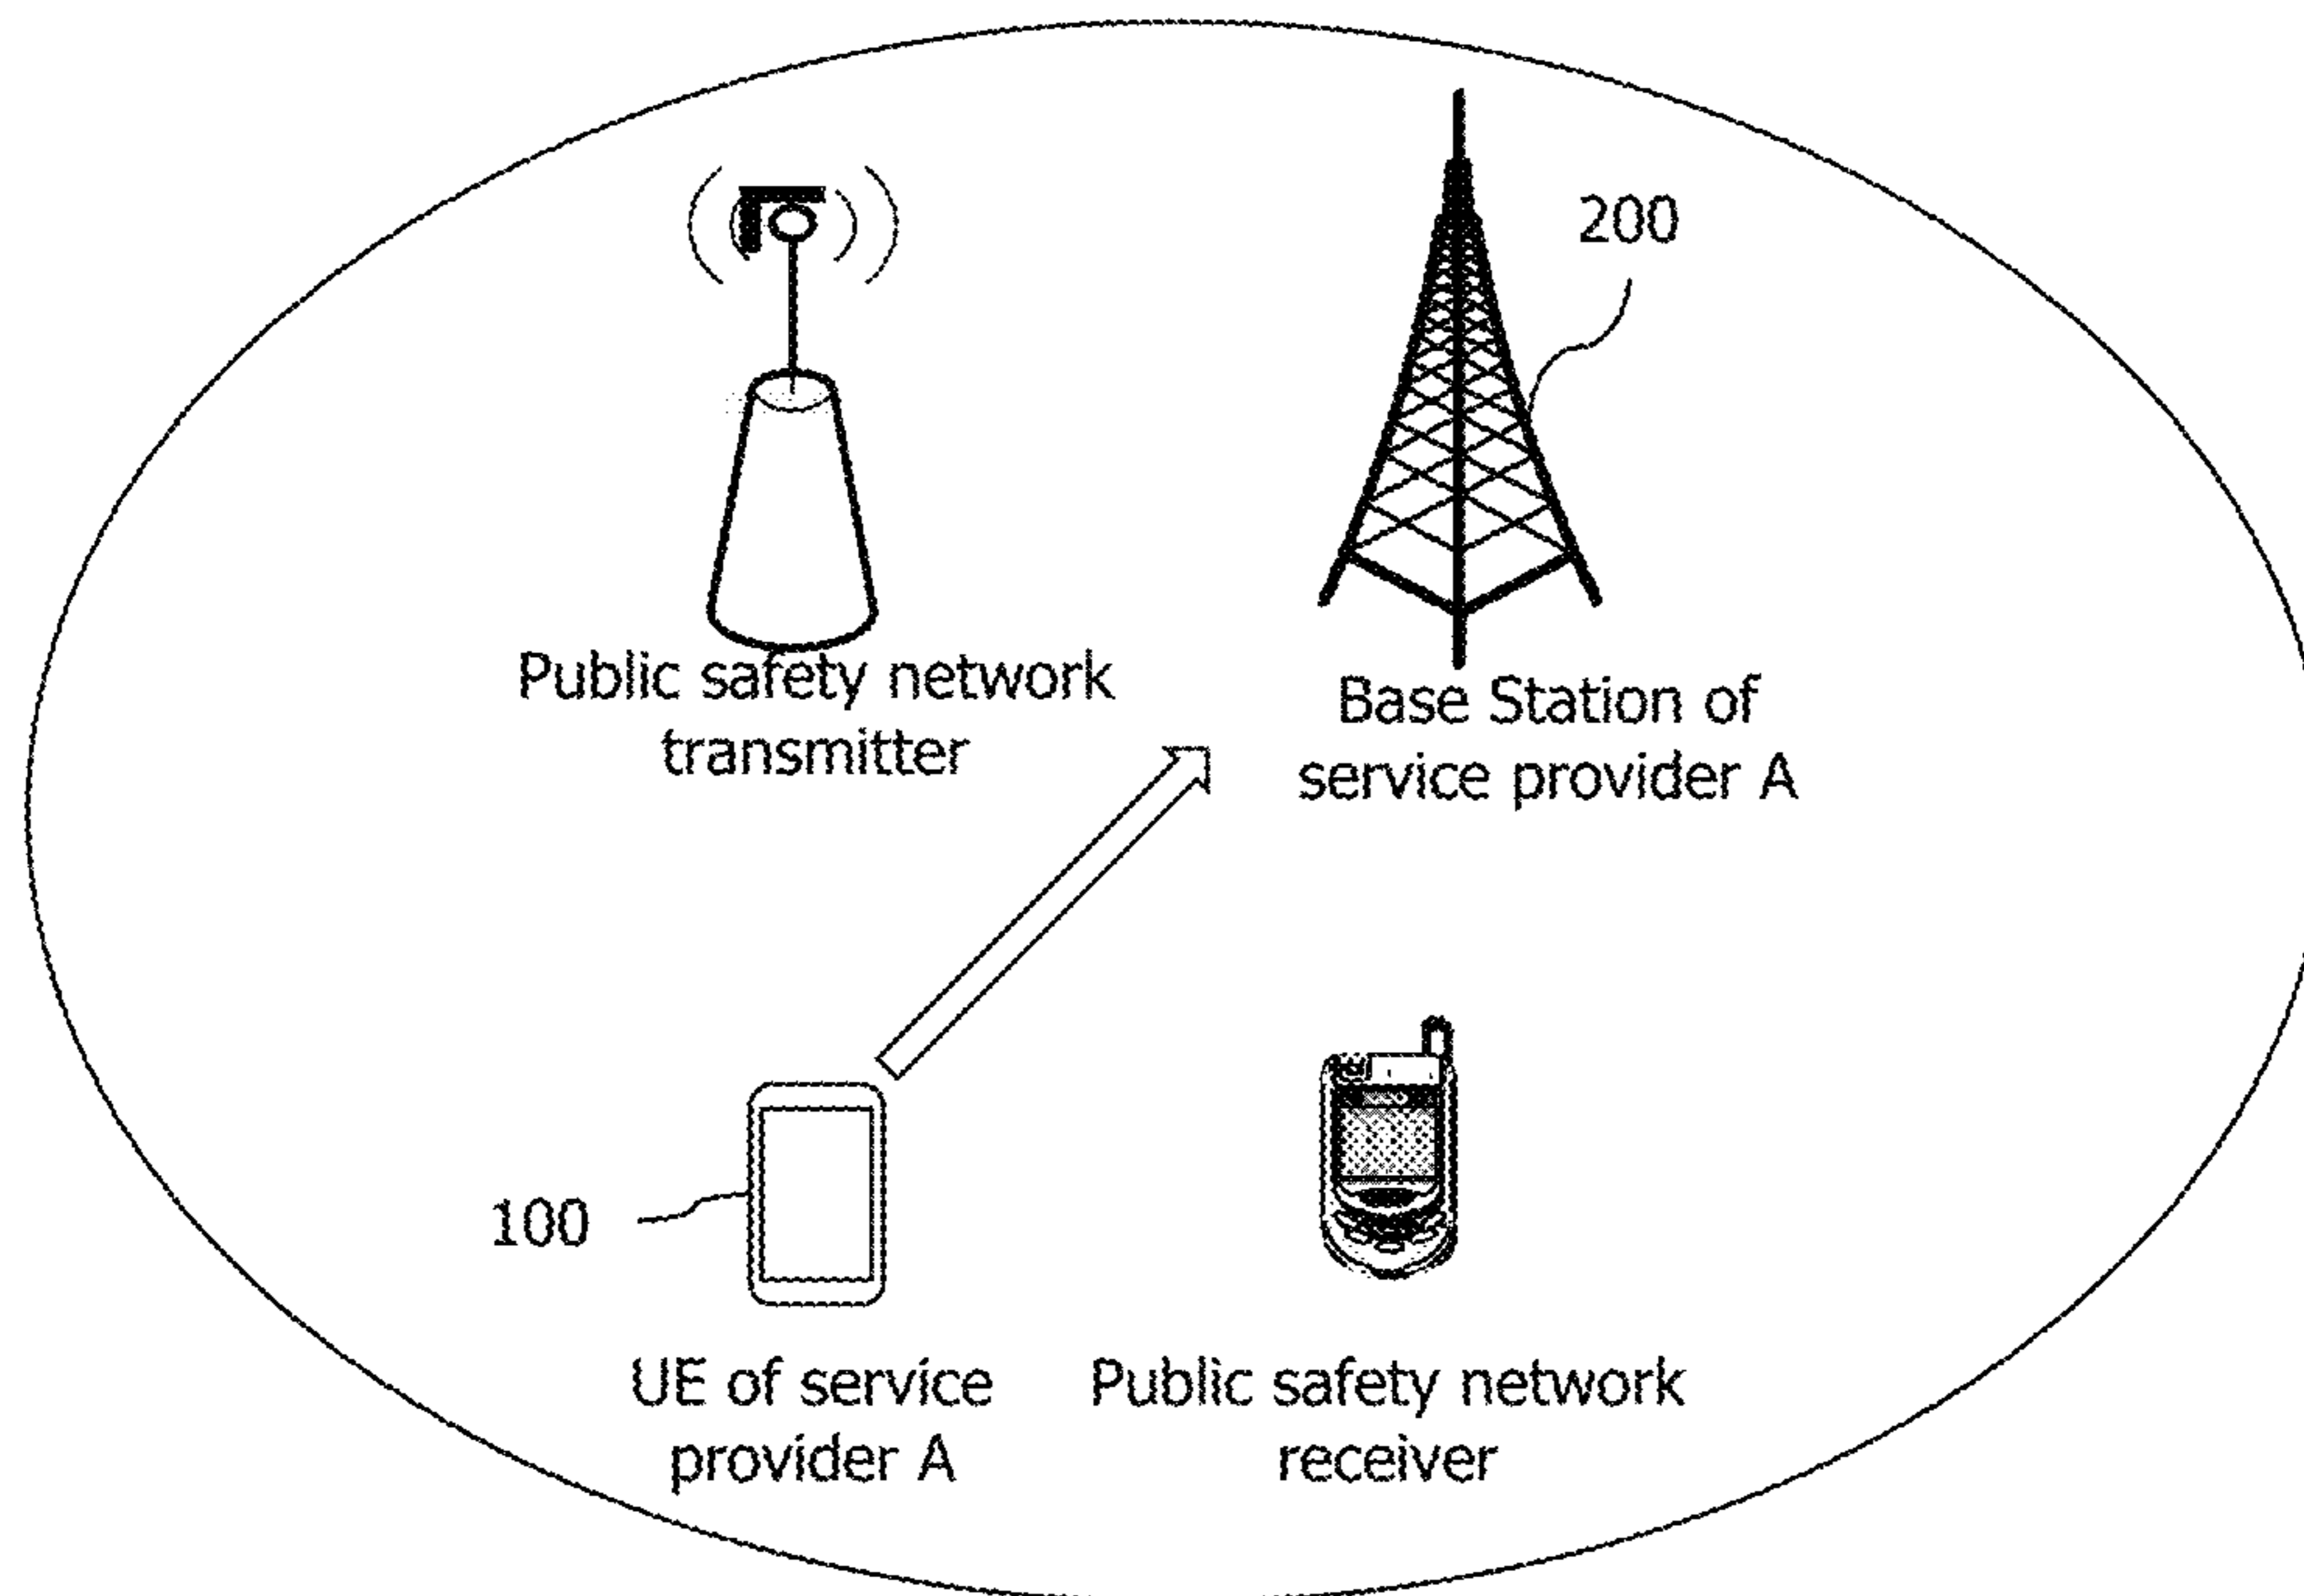 200
Public safety network
transmitter
Base Station of
service provider A
100
UE of service
provider A
Public safety network
receiver